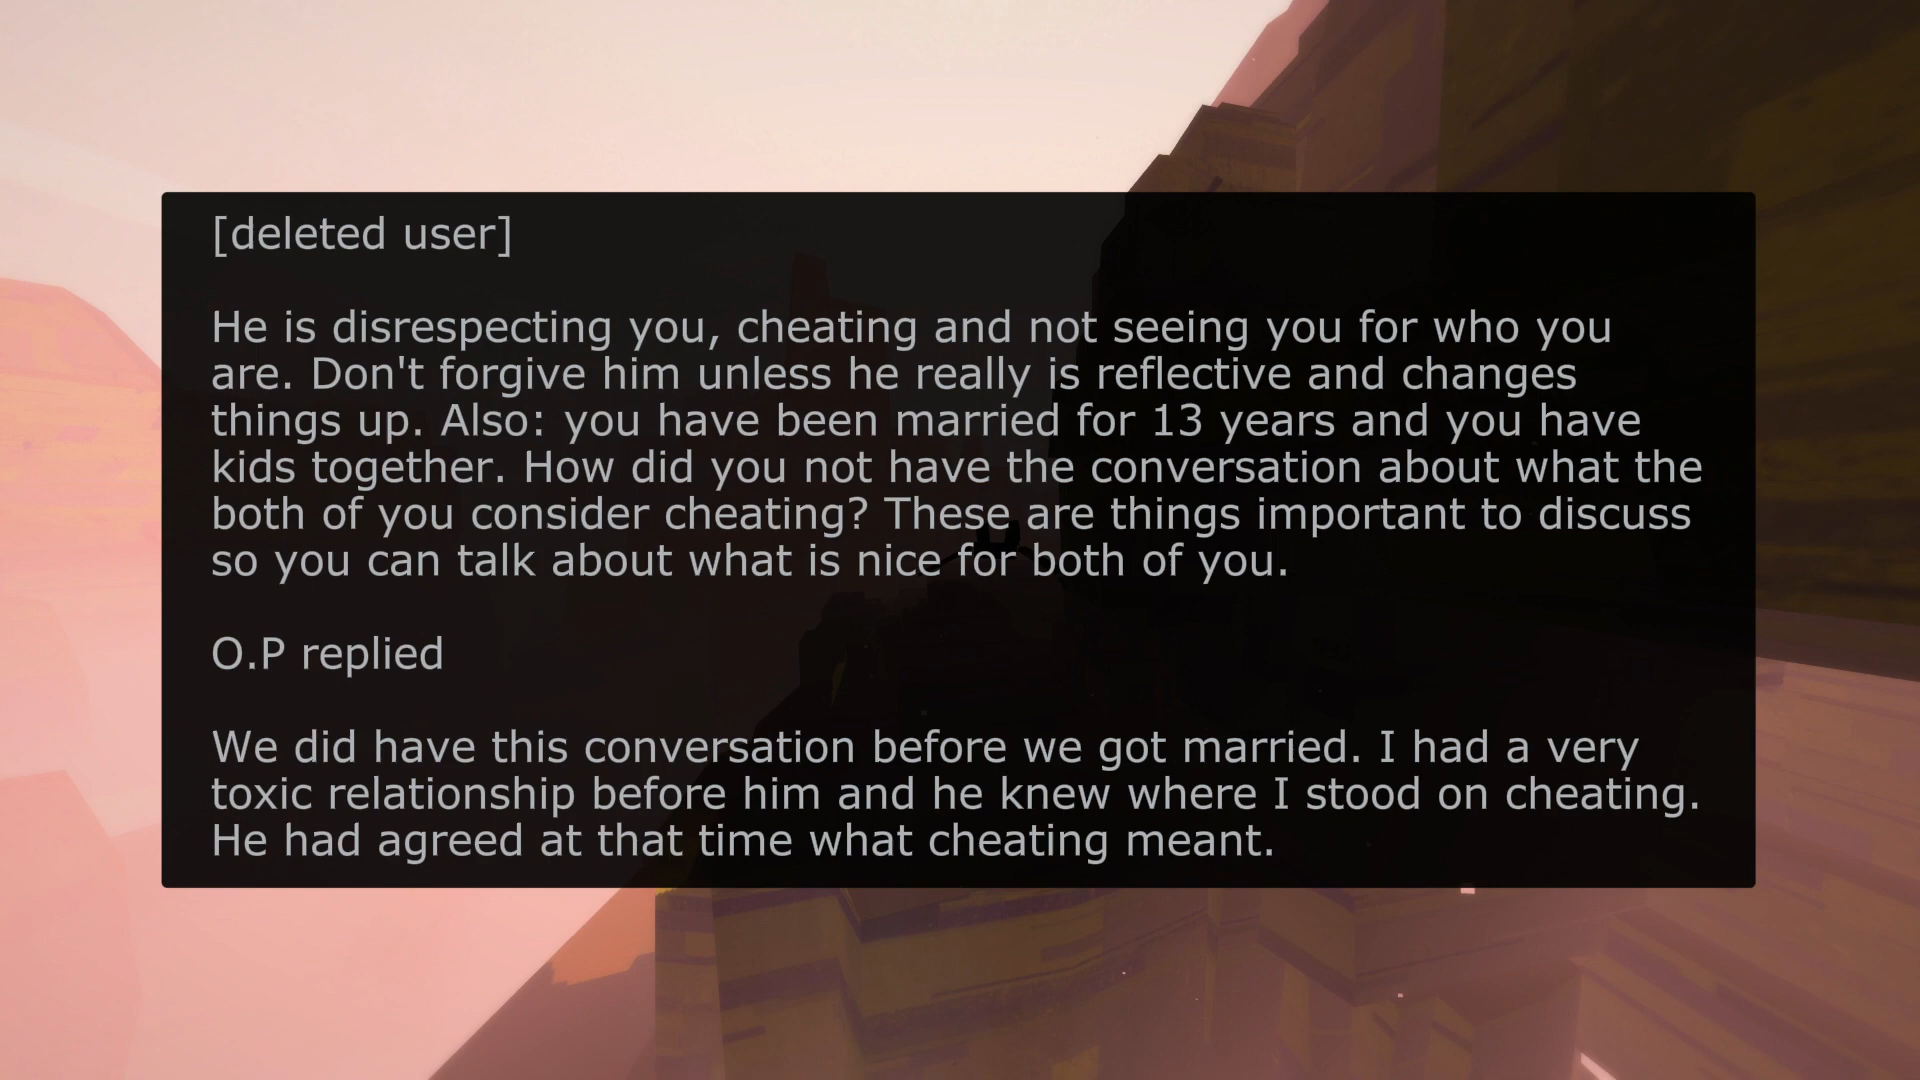 [deleted user]
He is disrespecting you, cheating and not seeing you for who you
are. Don't forgive him unless he really is reflective and changes
things up. Also: you have been married for 13 years and you have
kids together. How did you not have the conversation about what the
both of you consider cheating? These are things important to discuss
so you can talk about what is nice for both of you.
O.P replied
We did have this conversation before we got married. I had a very
toxic relationship before him and he knew where I stood on cheating.
He had agreed at that time what cheating meant.